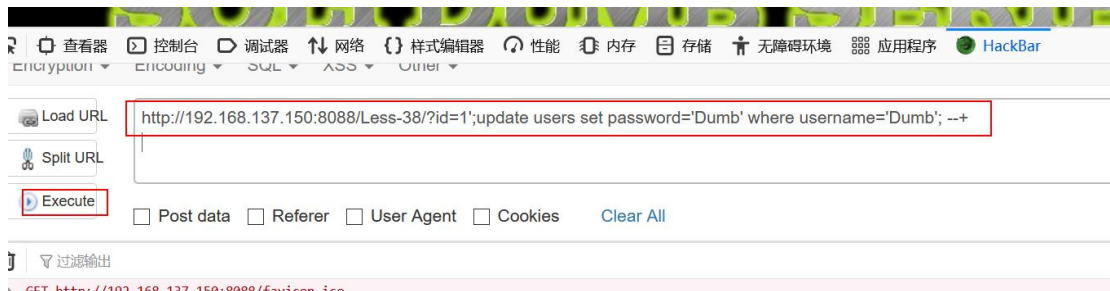 查看器 控制台 调试器 网络 {} 样式编辑器 性能 内存 存储 无障碍环境 应用程序 HackBar
Encryption Encoding SQL XSS Other
Load URL http://192.168.137.150:8088/Less-38/?id=1';update users set password='Dumb' where username='Dumb'; --+
Split URL
Execute
Post data Referer User Agent Cookies Clear All
过滤输出
GET http://192.168.137.150:8088/favicon.ico